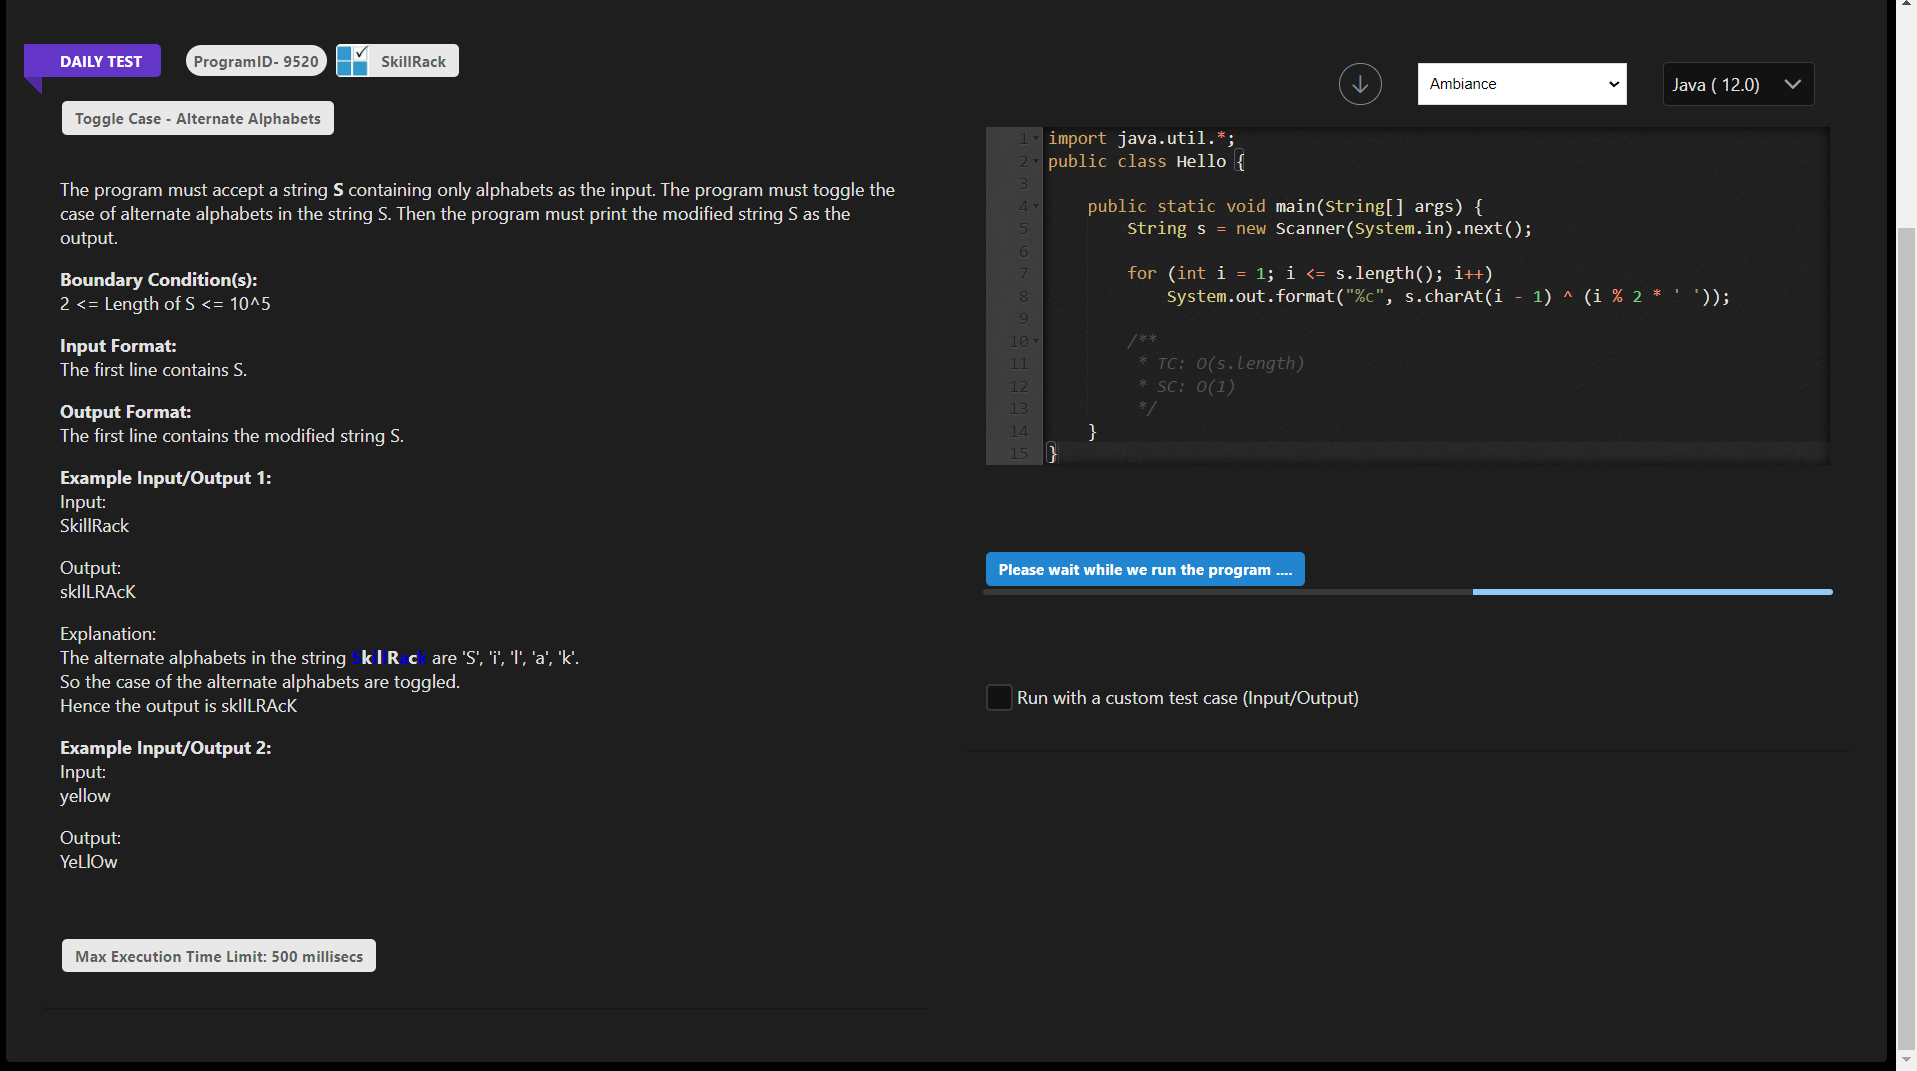 DAILY TEST
ProgramID- 9520
SkillRack
Toggle Case - Alternate Alphabets
The program must accept a string S containing only alphabets as the input. The program must toggle the
case of alternate alphabets in the string S. Then the program must print the modified string S as the
output.
Boundary Condition(s):
2 <= Length of S <= 10^5
Input Format:
The first line contains S.
Output Format:
The first line contains the modified string S.
Example Input/Output 1:
Input:
SkillRack
Output:
skIlLRAcK
Explanation:
The alternate alphabets in the string SkillRack are 'S', 'i', 'l', 'a', 'k'.
So the case of the alternate alphabets are toggled.
Hence the output is skIlLRAcK
Example Input/Output 2:
Input:
yellow
Output:
YeLlOw
Max Execution Time Limit: 500 millisecs
Ambiance
Java ( 12.0)
1 import java.util.*;
2 public class Hello {
3
4 public static void main(String[] args) {
5 String s = new Scanner(System.in).next();
6
7 for (int i = 1; i <= s.length(); i++)
8 System.out.format("%c", s.charAt(i - 1) ^ (i % 2 * ' '));
9
10 /**
11 * TC: O(s.length)
12 * SC: O(1)
13 */
14 }
15 }
Please wait while we run the program ....
Run with a custom test case (Input/Output)